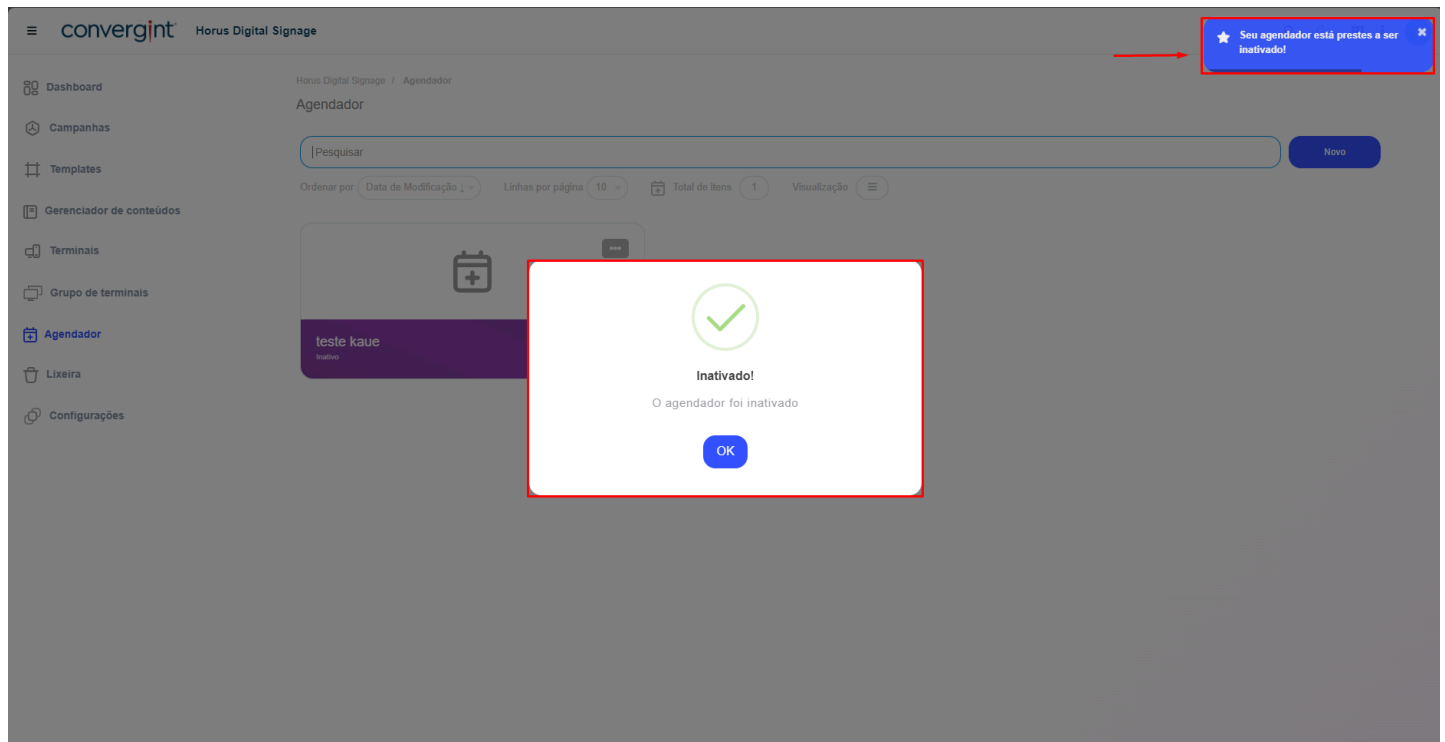 convergint Horus Digital Signage
Seu agendador está prestes a ser
inativado!
Dashboard
Campanhas
Templates
Gerenciador de conteúdos
Terminais
Grupo de terminais
Agendador
Lixeira
Configurações
Horus Digital Signage / Agendador
Agendador
Pesquisar
Novo
Ordenar por Data de Modificação ↓ Linhas por página 10 Total de itens 1 Visualização
teste kaue
Inativo
Inativado!
O agendador foi inativado
OK